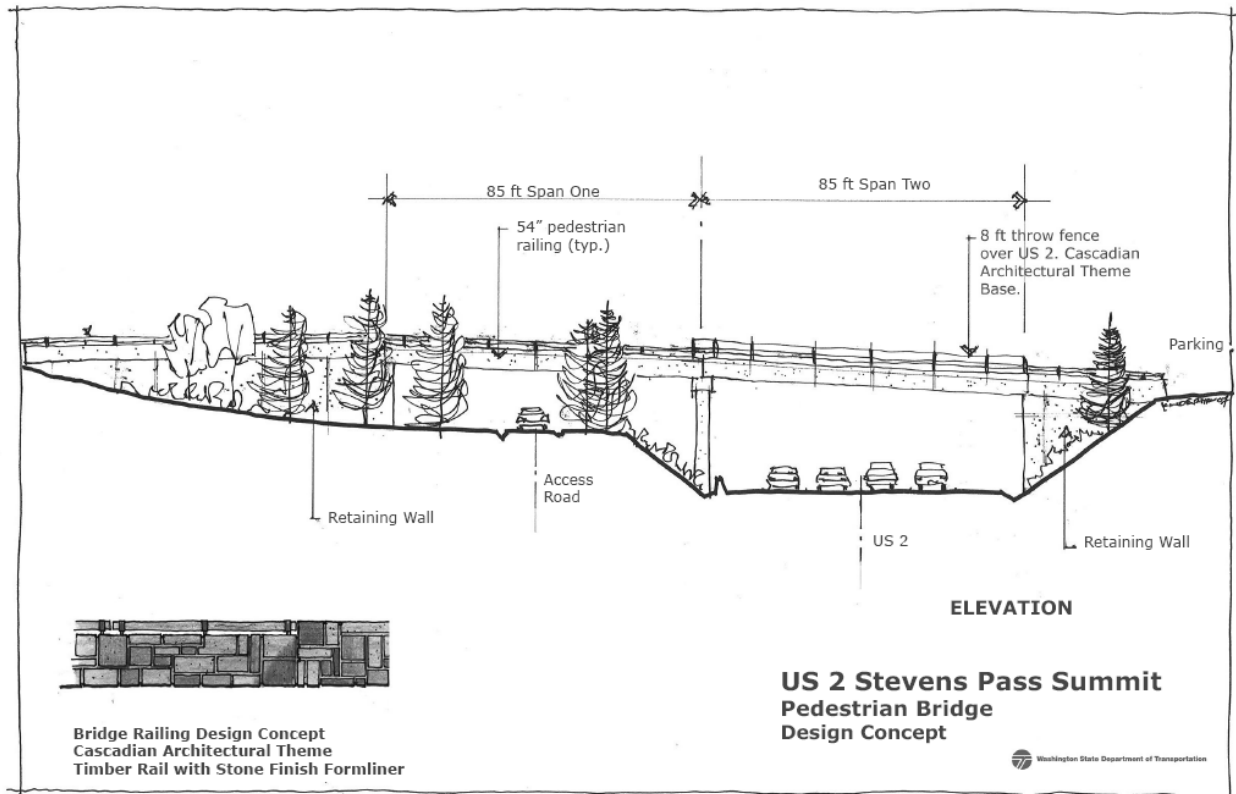 85 ft Span One
85 ft Span Two
54” pedestrian
railing (typ.)
8 ft throw fence
over US 2. Cascadian
Architectural Theme
Base.
Parking
Access
Road
Retaining Wall
US 2
Retaining Wall
ELEVATION
US 2 Stevens Pass Summit
Pedestrian Bridge
Design Concept
Bridge Railing Design Concept
Cascadian Architectural Theme
Timber Rail with Stone Finish Formliner
Washington State Department of Transportation